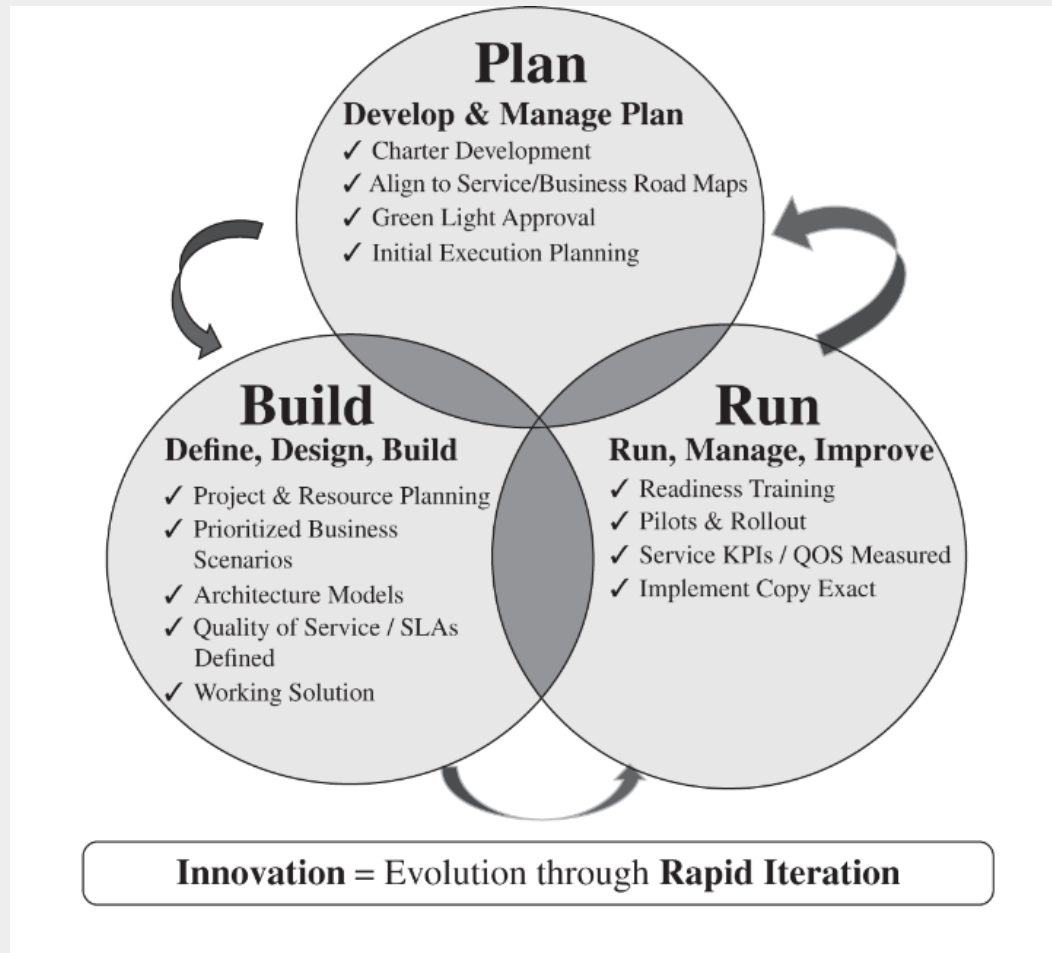 Plan
Develop & Manage Plan
✓ Charter Development
✓ Align to Service/Business Road Maps
✓ Green Light Approval
✓ Initial Execution Planning
Build
Define, Design, Build
✓ Project & Resource Planning
✓ Prioritized Business
Scenarios
✓ Architecture Models
✓ Quality of Service / SLAs
Defined
✓ Working Solution
Run
Run, Manage, Improve
✓ Readiness Training
✓ Pilots & Rollout
✓ Service KPIs / QOS Measured
✓ Implement Copy Exact
Innovation = Evolution through Rapid Iteration